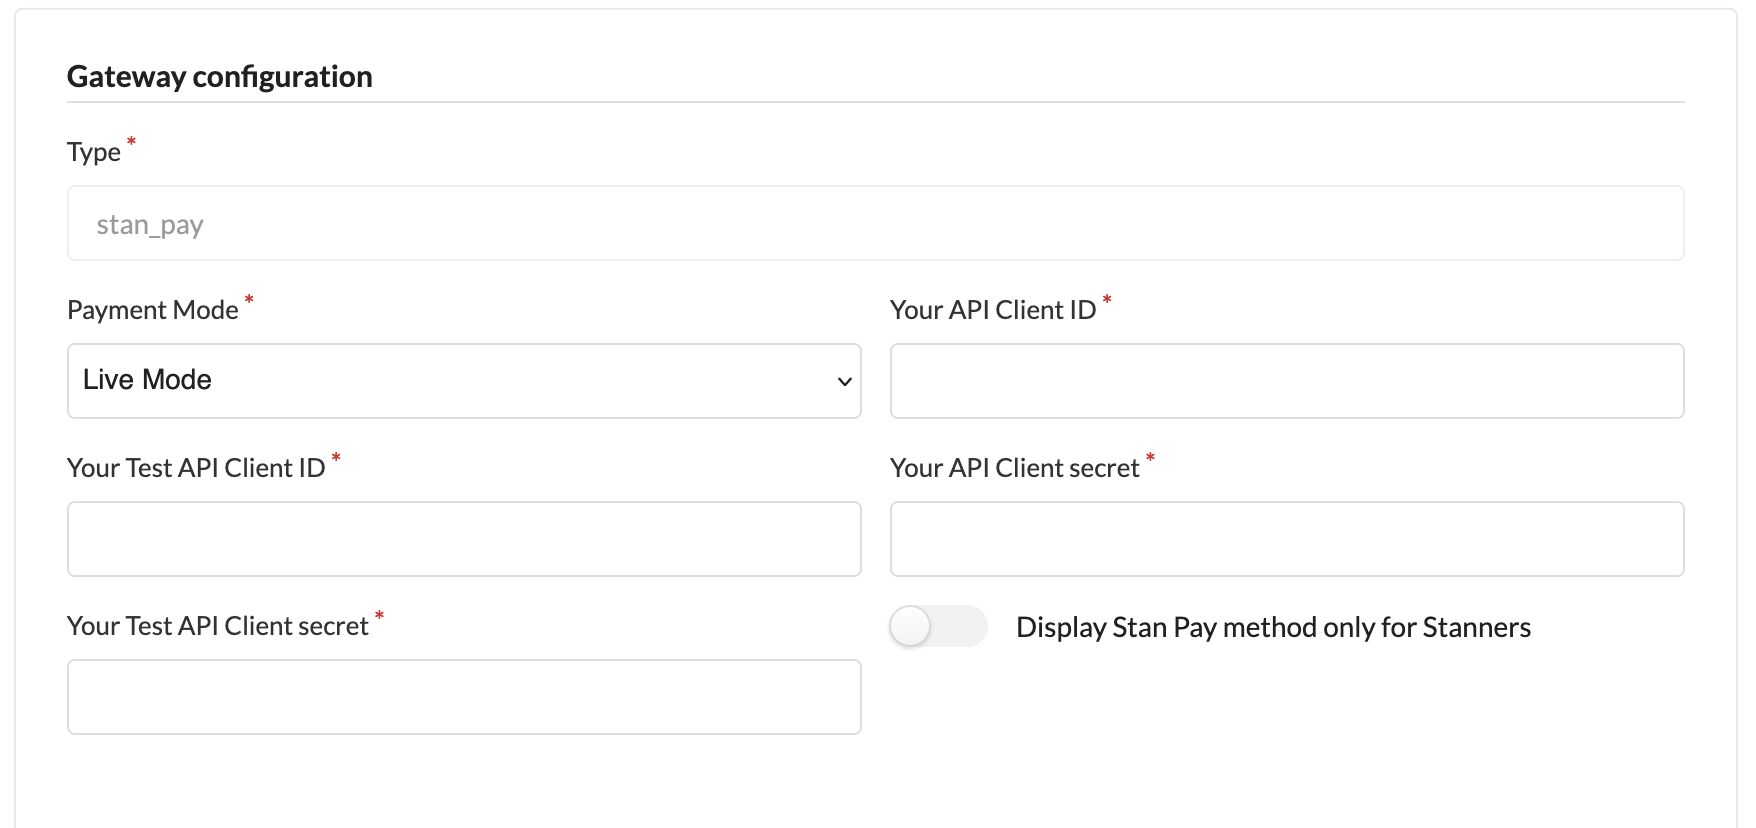 Gateway configuration
Type *
stan_pay
Payment Mode *
Your API Client ID *
Live Mode
Your Test API Client ID *
Your API Client secret *
Your Test API Client secret *
Display Stan Pay method only for Stanners